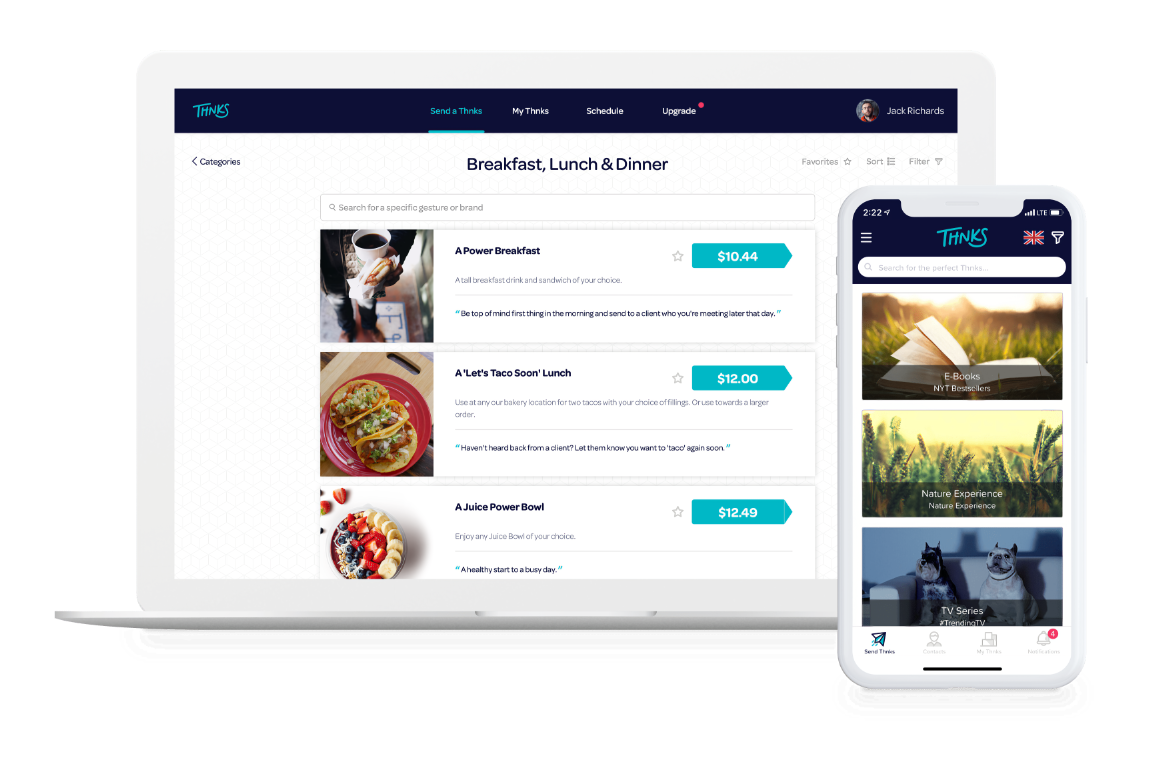 THNKS
Send a Thnks
My Thnks
Schedule
Upgrade
Jack Richards
Categories
Breakfast, Lunch & Dinner
Favorites
Sort
Filter
Search for a specific gesture or brand
A Power Breakfast
$10.44
A tall breakfast drink and sandwich of your choice.
“Be top of mind first thing in the morning and send to a client who you're meeting later that day.”
A 'Let's Taco Soon' Lunch
$12.00
Use at any our bakery location for two tacos with your choice of fillings. Or use towards a larger
order.
“Haven't heard back from a client? Let them know you want to 'taco' again soon.”
A Juice Power Bowl
$12.49
Enjoy any Juice Bowl of your choice.
“A healthy start to a busy day.”
2:22
LTE
THNKS
Search for the perfect Thnks...
E-Books
NYT Bestsellers
Nature Experience
Nature Experience
TV Series
#TrendingTV
4
Send Thnks
Contacts
My Thnks
Notifications